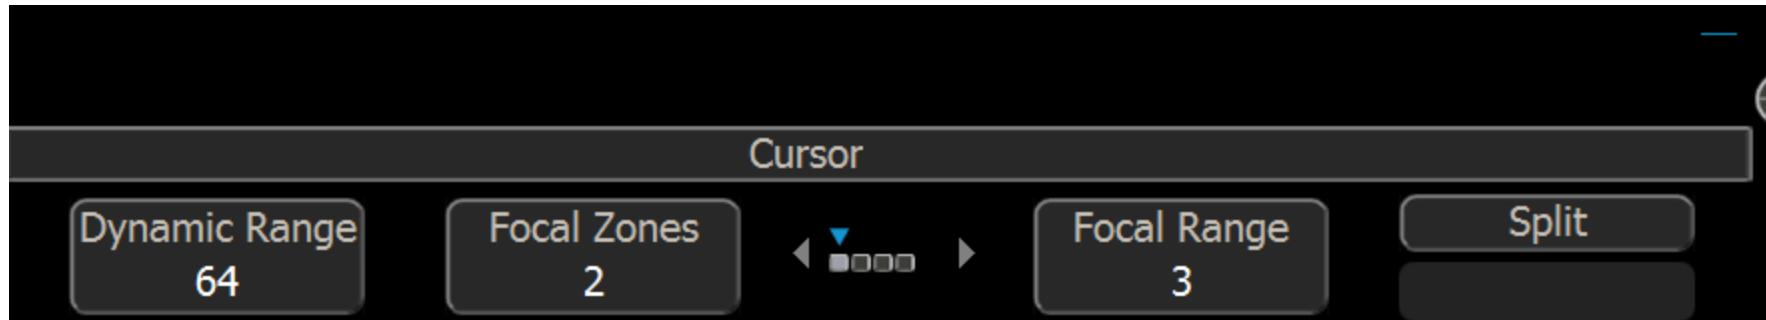 Cursor
Dynamic Range
64
Focal Zones
2
Focal Range
3
Split